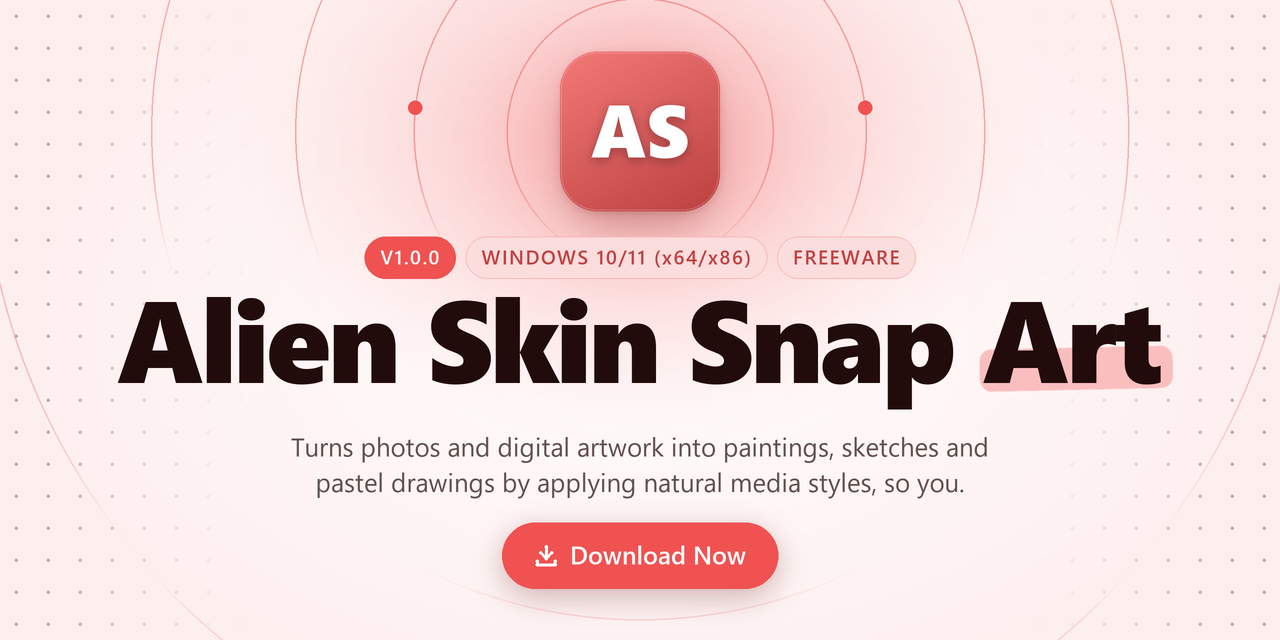 AS
V1.0.0 WINDOWS 10/11 (x64/x86) FREEWARE
Alien Skin Snap Art
Turns photos and digital artwork into paintings, sketches and
pastel drawings by applying natural media styles, so you.
Download Now